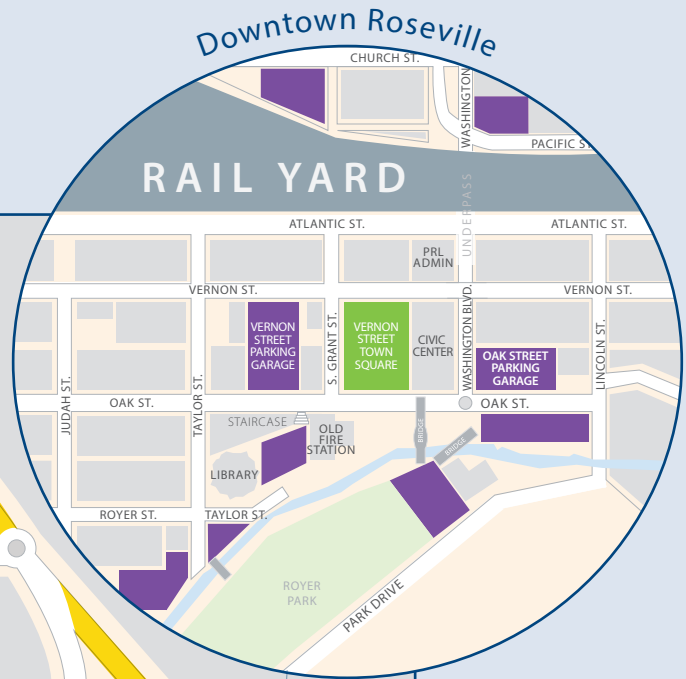 Downtown Roseville
CHURCH ST.
WASHINGTON
PACIFIC ST
RAIL YARD
UNDERPASS
ATLANTIC ST.
ATLANTIC ST.
PRL
ADMIN
VERNON ST.
VERNON ST.
VERNON
STREET
PARKING
GARAGE
S. GRANT ST.
VERNON
STREET
TOWN
SQUARE
CIVIC
CENTER
WASHINGTON BLVD.
OAK STREET
PARKING
GARAGE
LINCOLN ST.
JUDAH ST.
TAYLOR ST.
OAK ST.
OAK ST.
STAIRCASE
OLD
FIRE
STATION
BRIDGE
BRIDGE
LIBRARY
ROYER ST.
TAYLOR ST.
ROYER
PARK
PARK DRIVE